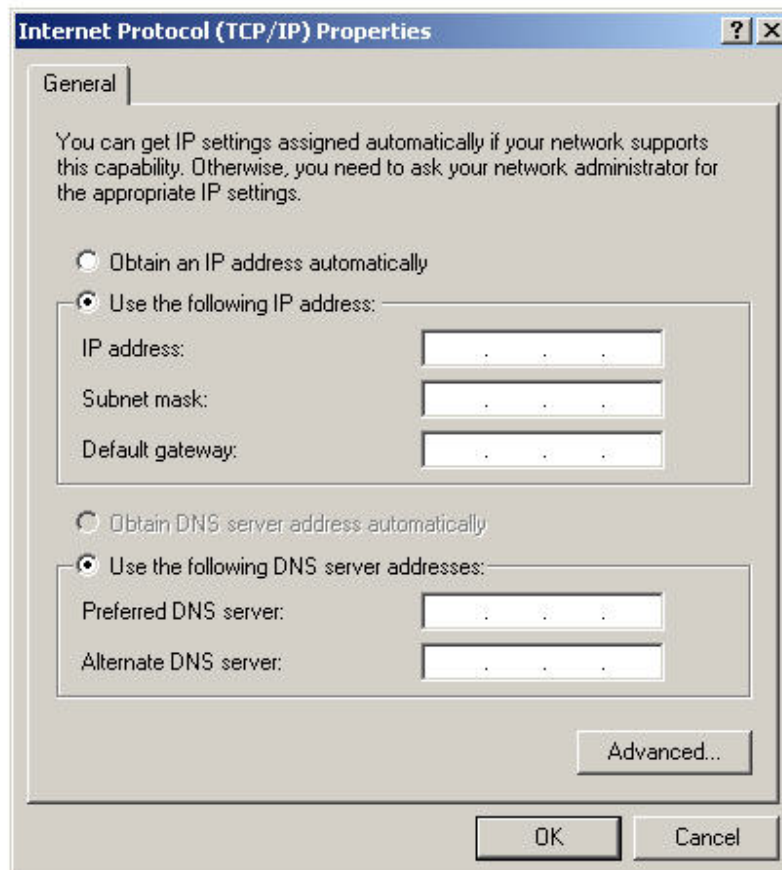 Internet Protocol (TCP/IP) Properties
General
You can get IP settings assigned automatically if your network supports
this capability. Otherwise, you need to ask your network administrator for
the appropriate IP settings.
Obtain an IP address automatically
Use the following IP address:
IP address:
Subnet mask:
Default gateway:
Obtain DNS server address automatically
Use the following DNS server addresses:
Preferred DNS server:
Alternate DNS server:
Advanced...
OK Cancel